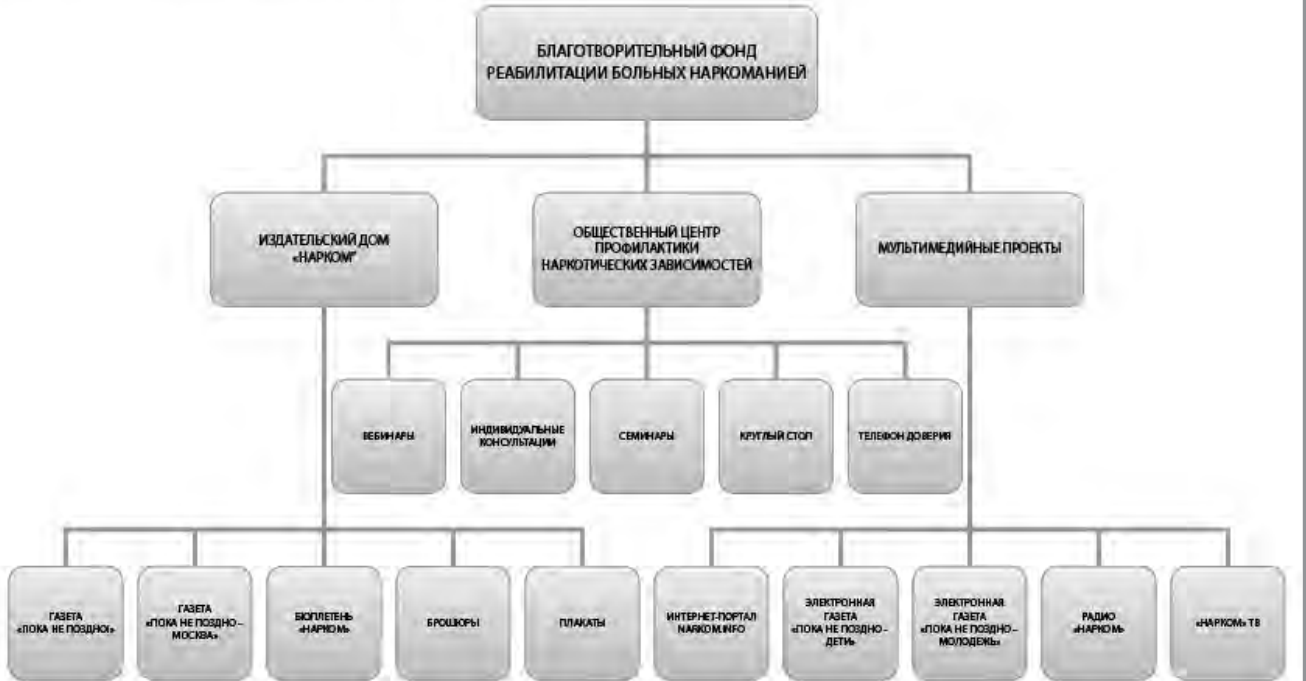 БЛАГОТВОРИТЕЛЬНЫЙ ФОНД
РЕАБИЛИТАЦИИ БОЛЬНЫХ НАРКОМАНИЕЙ
ИЗДАТЕЛЬСКИЙ ДОМ
«НАРКОМ"
ОБЩЕСТВЕННЫЙ ЦЕНТР
ПРОФИЛАКТИКИ
НАРКОТИЧЕСКИХ ЗАВИСИМОСТЕЙ
МУЛЬТИМЕДИЙНЫЕ ПРОЕКТЫ
ВЕБИНАРЫ
ИНДИВИДУАЛЬНЫЕ
КОНСУЛЬТАЦИИ
СЕМИНАРЫ
КРУГЛЫЙ СТОЛ
ТЕЛЕФОН ДОВЕРИЯ
ГАЗЕТА
«ПОКА НЕ ПОЗДНО!»
ГАЗЕТА
«ПОКА НЕ ПОЗДНО –
МОСКВА»
БЮЛЛЕТЕНЬ
«НАРКОМ»
БРОШЮРЫ
ПЛАКАТЫ
ИНТЕРНЕТ-ПОРТАЛ
NARKOM.INFO
ЭЛЕКТРОННАЯ
ГАЗЕТА
«ПОКА НЕ ПОЗДНО –
ДЕТИ»
ЭЛЕКТРОННАЯ
ГАЗЕТА
«ПОКА НЕ ПОЗДНО –
МОЛОДЕЖЬ»
РАДИО
«НАРКОМ»
«НАРКОМ» ТВ